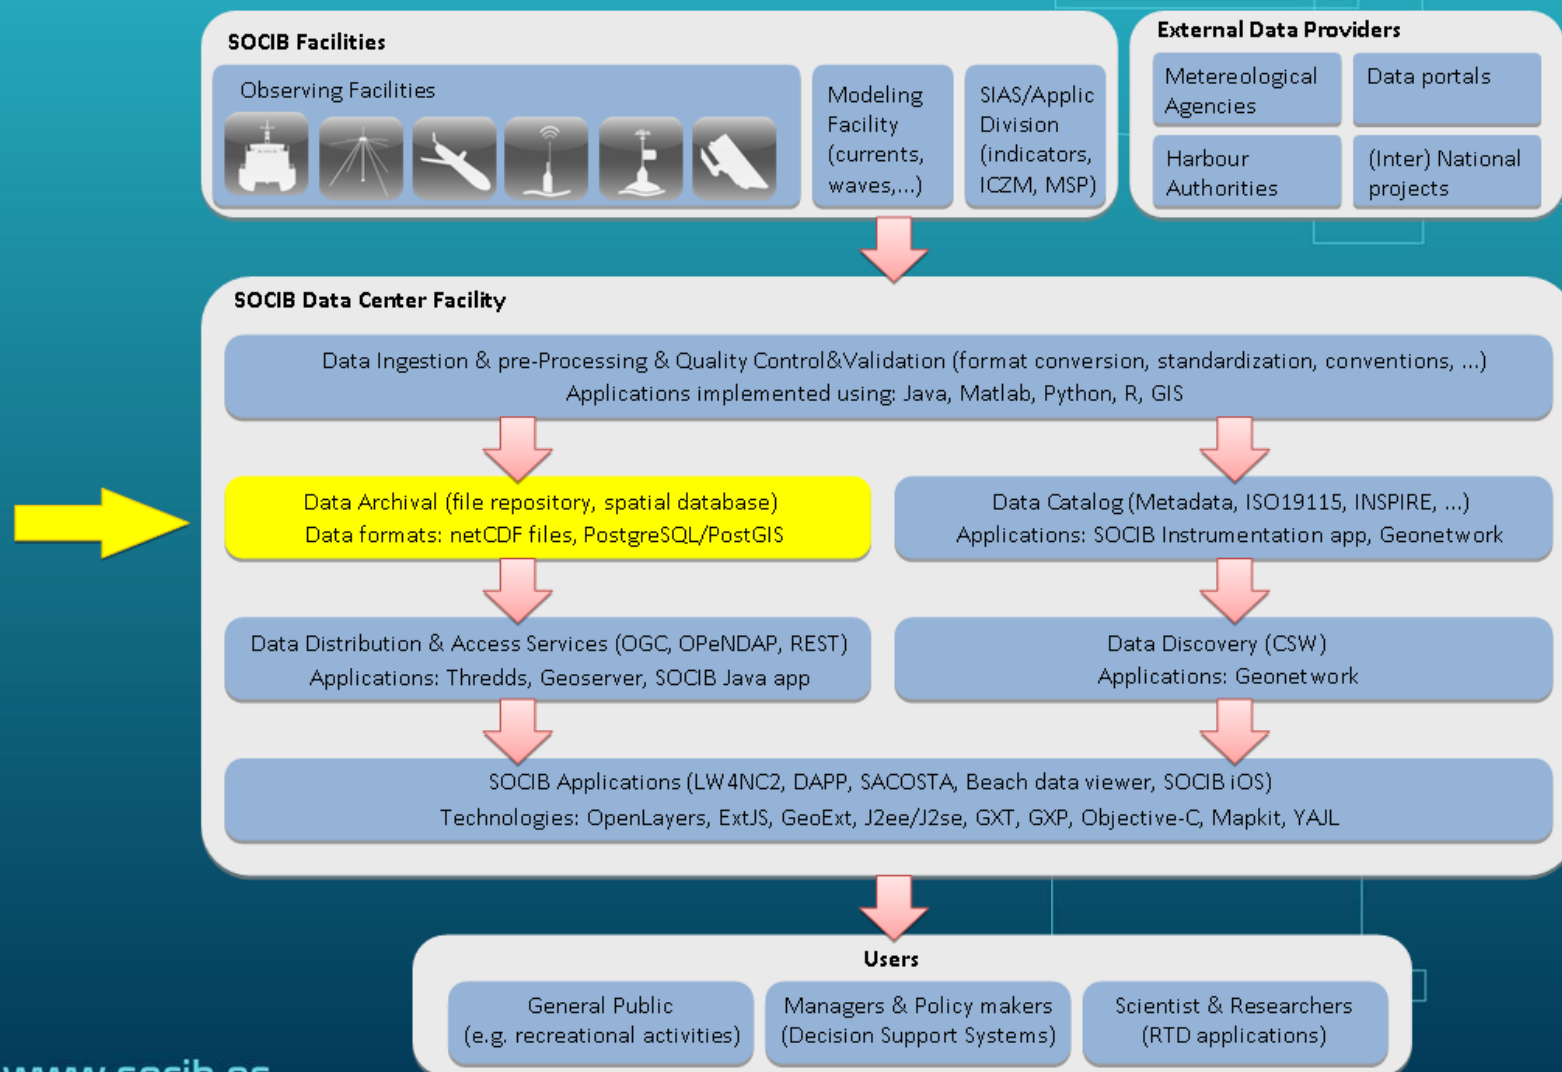 SOCIB Facilities
Observing Facilities
Modeling
Facility
(currents,
waves,...)
SIAS/Applic
Division
(indicators,
ICZM, MSP)
External Data Providers
Metereological
Agencies
Data portals
Harbour
Authorities
(Inter) National
projects
SOCIB Data Center Facility
Data Ingestion & pre-Processing & Quality Control&Validation (format conversion, standardization, conventions, ...)
Applications implemented using: Java, Matlab, Python, R, GIS
Data Archival (file repository, spatial database)
Data formats: netCDF files, PostgreSQL/PostGIS
Data Catalog (Metadata, ISO19115, INSPIRE, ...)
Applications: SOCIB Instrumentation app, Geonetwork
Data Distribution & Access Services (OGC, OPeNDAP, REST)
Applications: Thredds, Geoserver, SOCIB Java app
Data Discovery (CSW)
Applications: Geonetwork
SOCIB Applications (LW4NC2, DAPP, SACOSTA, Beach data viewer, SOCIB iOS)
Technologies: OpenLayers, ExtJS, GeoExt, J2ee/J2se, GXT, GXP, Objective-C, Mapkit, YAJL
Users
General Public
(e.g. recreational activities)
Managers & Policy makers
(Decision Support Systems)
Scientist & Researchers
(RTD applications)
www.socib.es